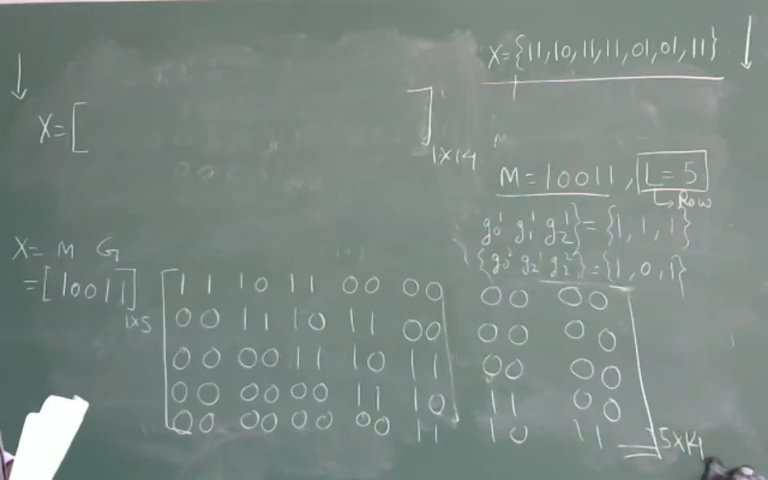 X={11,10,11,11,01,01,11}
X=[ ]1X14
M=10011, L=5
↳Row
{g₀¹ g₁¹ g₂¹}={1,1,1}
{g₀² g₂¹ g₂²}={1,0,1}
X= M G
=[10011]1X5
11 10 11 00 00 00 00
00 11 10 11 00 00 00
00 00 11 10 11 00 00
00 00 00 11 10 11 00
00 00 00 00 11 10 11
5X14